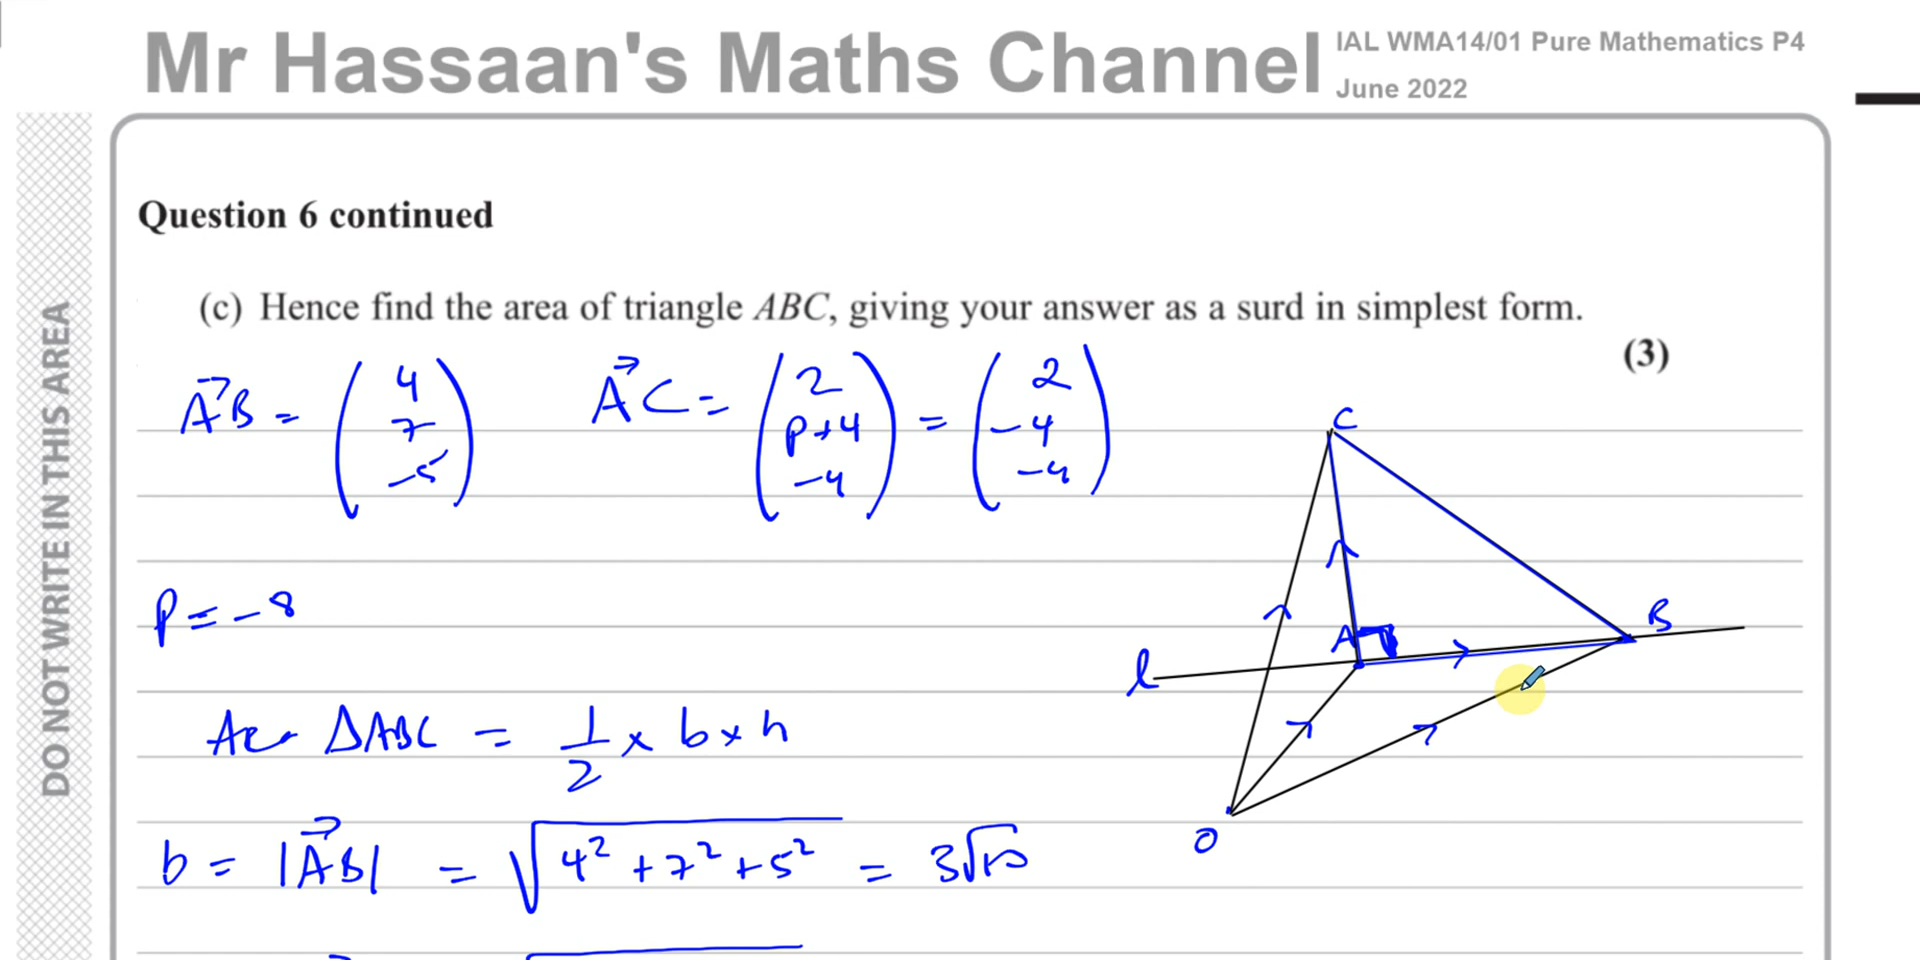 Mr Hassaan's Maths Channel
IAL WMA14/01 Pure Mathematics P4
June 2022
DO NOT WRITE IN THIS AREA
Question 6 continued
(c) Hence find the area of triangle ABC, giving your answer as a surd in simplest form.
(3)
AB→ = (4 7 -5) AC→ = (2 p+4 -4) = (2 -4 -4)
P = -8
C
A
B
l
O
ΔABC = 1/2 × b × h
b = |AB→| = √(4² + 7² + 5²) = 3√10